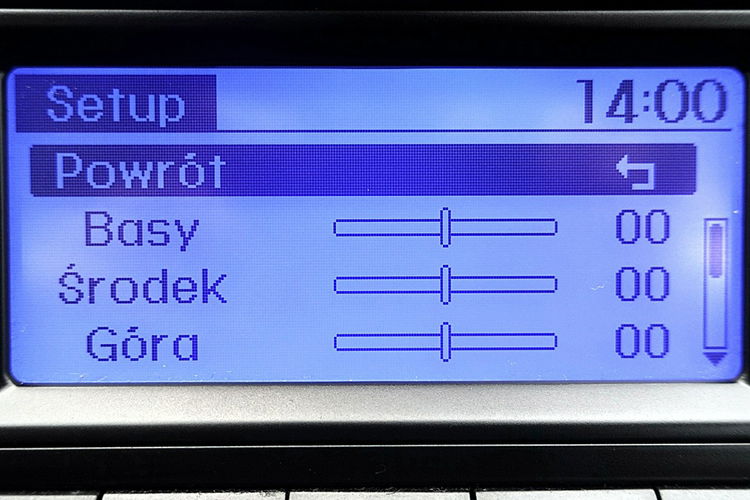 Setup 14:00
Powrót
Basy 00
Środek 00
Góra 00